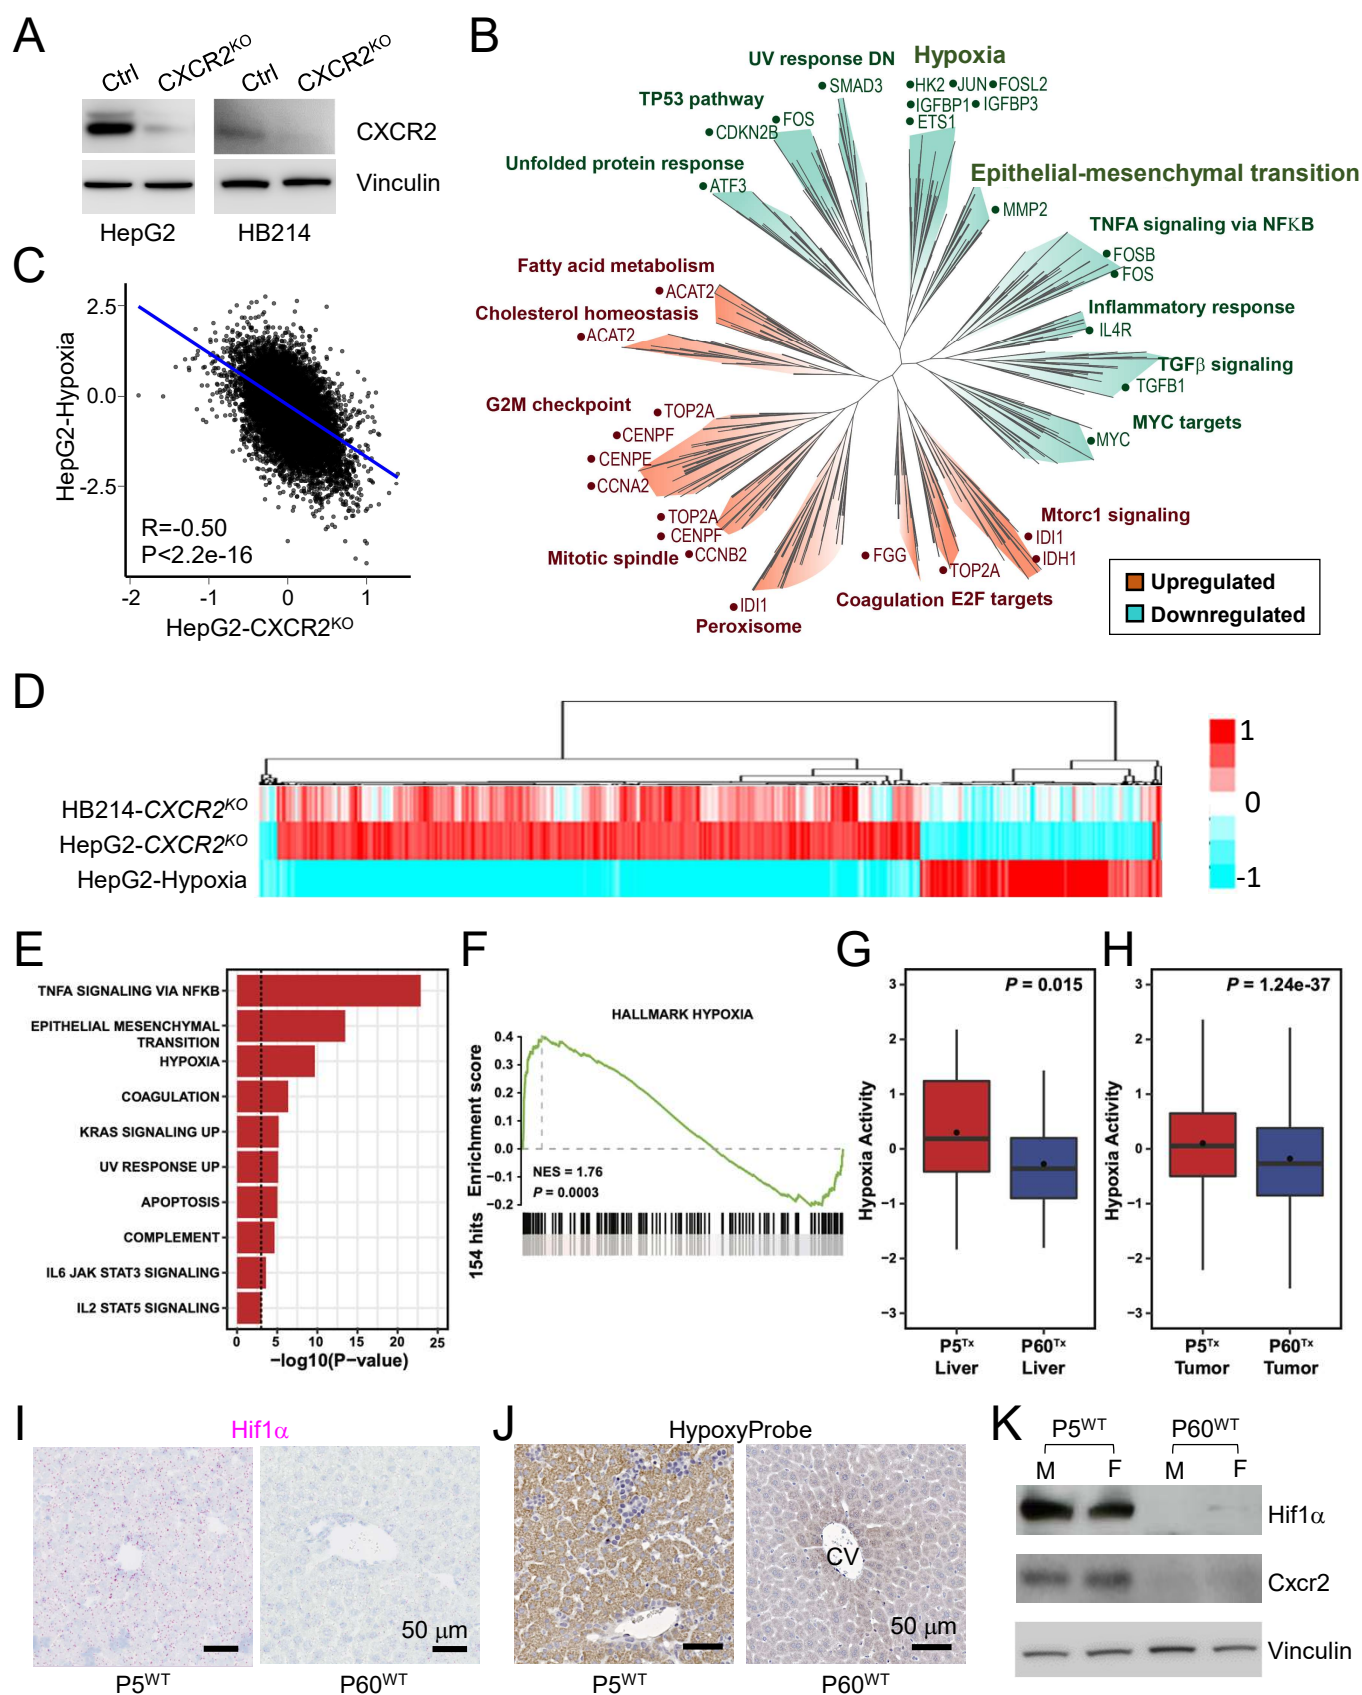 A
Ctrl
CXCR2KO
Ctrl
CXCR2KO
CXCR2
Vinculin
HepG2
HB214
B
UV response DN
Hypoxia
SMAD3
HK2
JUN
FOSL2
IGFBP1
IGFBP3
ETS1
TP53 pathway
FOS
CDKN2B
Unfolded protein response
ATF3
Epithelial-mesenchymal transition
MMP2
TNFA signaling via NFKB
FOSB
FOS
Inflammatory response
IL4R
TGFβ signaling
TGFB1
MYC targets
MYC
Fatty acid metabolism
ACAT2
Cholesterol homeostasis
ACAT2
G2M checkpoint
TOP2A
CENPF
CENPE
CCNA2
TOP2A
CENPF
Mitotic spindle
CCNB2
IDI1
Peroxisome
FGG
Coagulation
TOP2A
E2F targets
Mtorc1 signaling
IDI1
IDH1
Upregulated
Downregulated
C
HepG2-Hypoxia
2.5
0.0
-2.5
R=-0.50
P<2.2e-16
-2
-1
0
1
HepG2-CXCR2KO
D
HB214-CXCR2KO
HepG2-CXCR2KO
HepG2-Hypoxia
1
0
-1
E
TNFA SIGNALING VIA NFKB
EPITHELIAL MESENCHYMAL
TRANSITION
HYPOXIA
COAGULATION
KRAS SIGNALING UP
UV RESPONSE UP
APOPTOSIS
COMPLEMENT
IL6 JAK STAT3 SIGNALING
IL2 STAT5 SIGNALING
0 5 10 15 20 25
−log10(P−value)
F
HALLMARK HYPOXIA
Enrichment score
0.4
0.3
0.2
0.1
0.0
−0.1
−0.2
NES = 1.76
P = 0.0003
154 hits
G
P = 0.015
Hypoxia Activity
3
2
1
0
−1
−2
−3
P5Tx
Liver
P60Tx
Liver
H
P = 1.24e-37
Hypoxia Activity
3
2
1
0
−1
−2
−3
P5Tx
Tumor
P60Tx
Tumor
I
Hif1α
50 μm
P5WT
P60WT
J
HypoxyProbe
CV
50 μm
P5WT
P60WT
K
P5WT
P60WT
M F M F
Hif1α
Cxcr2
Vinculin